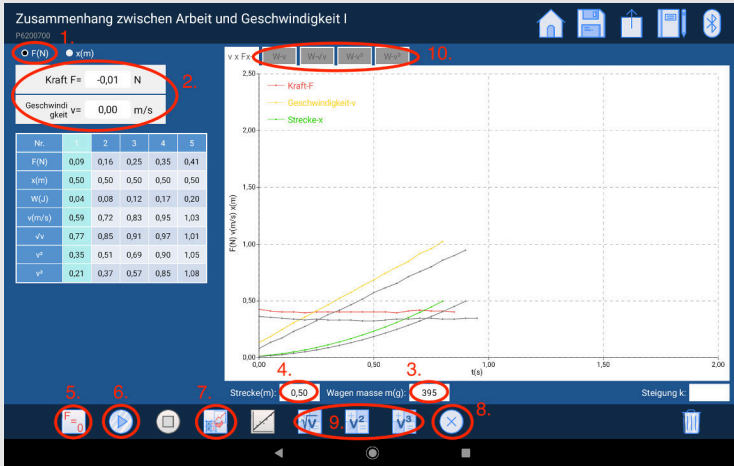 Zusammenhang zwischen Arbeit und Geschwindigkeit I
P6200700
1.
F(N) x(m)
Kraft F= -0,01 N
2.
Geschwindi
gkeit v= 0,00 m/s
Nr. 1 2 3 4 5
F(N) 0,09 0,16 0,25 0,35 0,41
x(m) 0,50 0,50 0,50 0,50 0,50
W(J) 0,04 0,08 0,12 0,17 0,20
v(m/s) 0,59 0,72 0,83 0,95 1,03
√v 0,77 0,85 0,91 0,97 1,01
v² 0,35 0,51 0,69 0,90 1,05
v³ 0,21 0,37 0,57 0,85 1,08
v x Fx W-v W-√v W-v² W-v³ 10.
2,50
Kraft-F
Geschwindigkeit-v
Strecke-x
2,00
1,50
1,00
0,50
0,00
F(N) v(m/s) x(m)
0,00 0,50 1,00 1,50 2,00
t(s)
4. 3.
Strecke(m): 0,50 Wagen masse m(g): 395 Steigung k:
5. 6. 7. 9. 8.
F=0
√v v² v³